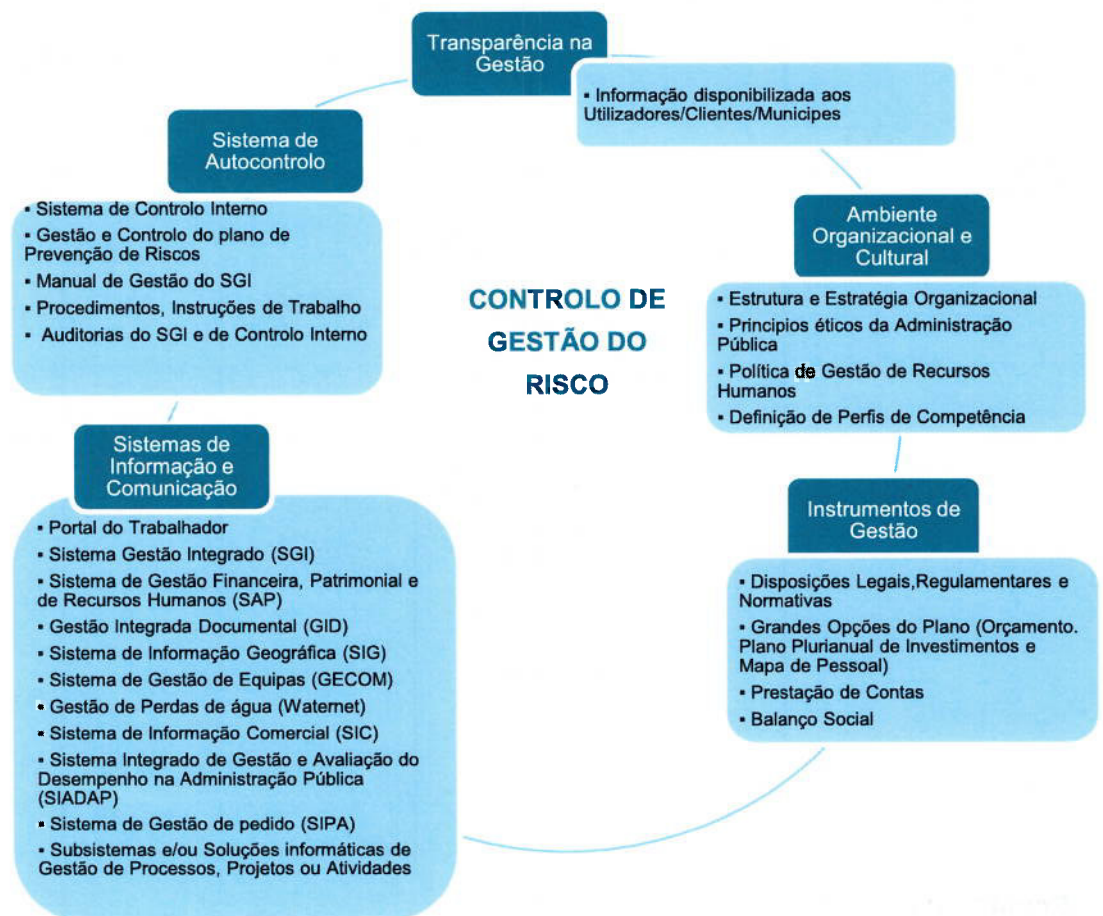 Transparência na
Gestão
▪ Informação disponibilizada aos
Utilizadores/Clientes/Municipes
Sistema de
Autocontrolo
▪ Sistema de Controlo Interno
▪ Gestão e Controlo do plano de
Prevenção de Riscos
▪ Manual de Gestão do SGI
▪ Procedimentos, Instruções de Trabalho
▪ Auditorias do SGI e de Controlo Interno
CONTROLO DE
GESTÃO DO
RISCO
Ambiente
Organizacional e
Cultural
▪ Estrutura e Estratégia Organizacional
▪ Principios éticos da Administração
Pública
▪ Política de Gestão de Recursos
Humanos
▪ Definição de Perfis de Competência
Sistemas de
Informação e
Comunicação
▪ Portal do Trabalhador
▪ Sistema Gestão Integrado (SGI)
▪ Sistema de Gestão Financeira, Patrimonial e
de Recursos Humanos (SAP)
▪ Gestão Integrada Documental (GID)
▪ Sistema de Informação Geográfica (SIG)
▪ Sistema de Gestão de Equipas (GECOM)
▪ Gestão de Perdas de água (Waternet)
▪ Sistema de Informação Comercial (SIC)
▪ Sistema Integrado de Gestão e Avaliação do
Desempenho na Administração Pública
(SIADAP)
▪ Sistema de Gestão de pedido (SIPA)
▪ Subsistemas e/ou Soluções informáticas de
Gestão de Processos, Projetos ou Atividades
Instrumentos de
Gestão
▪ Disposições Legais,Regulamentares e
Normativas
▪ Grandes Opções do Plano (Orçamento.
Plano Plurianual de Investimentos e
Mapa de Pessoal)
▪ Prestação de Contas
▪ Balanço Social